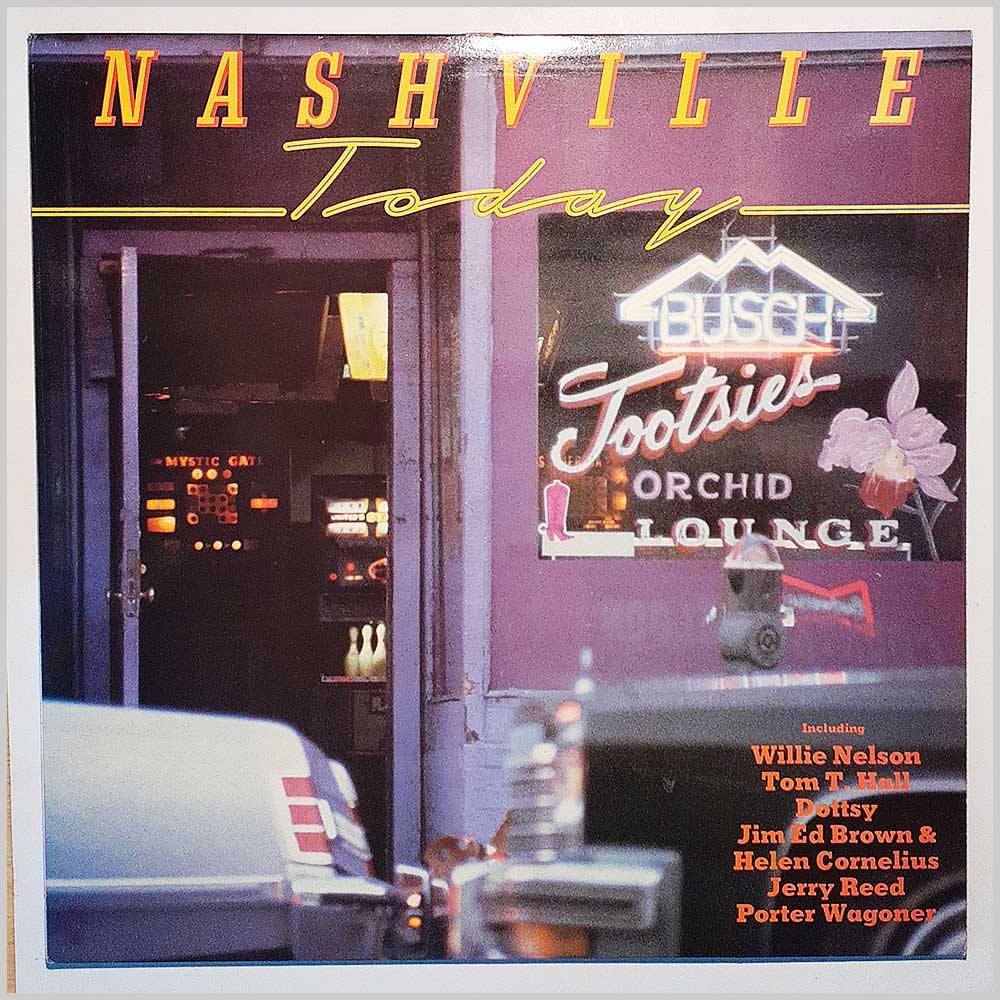 NASHVILLE
Today
BUSCH
Tootsies
ORCHID
LOUNGE
MYSTIC GATE
Including
Willie Nelson
Tom T. Hall
Dottsy
Jim Ed Brown &
Helen Cornelius
Jerry Reed
Porter Wagoner